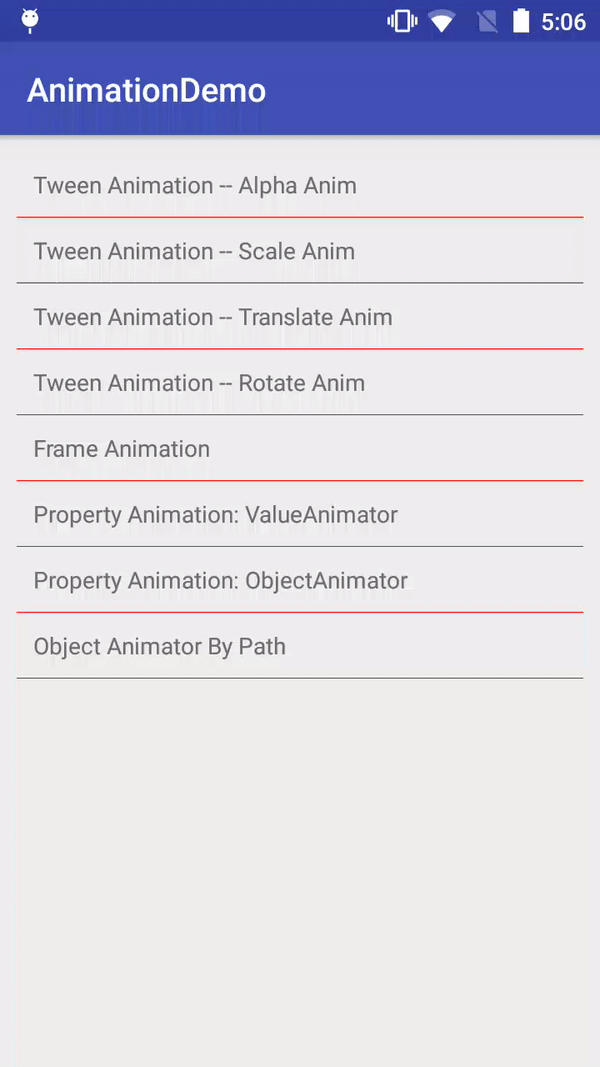 5:06
AnimationDemo
Tween Animation -- Alpha Anim
Tween Animation -- Scale Anim
Tween Animation -- Translate Anim
Tween Animation -- Rotate Anim
Frame Animation
Property Animation: ValueAnimator
Property Animation: ObjectAnimator
Object Animator By Path